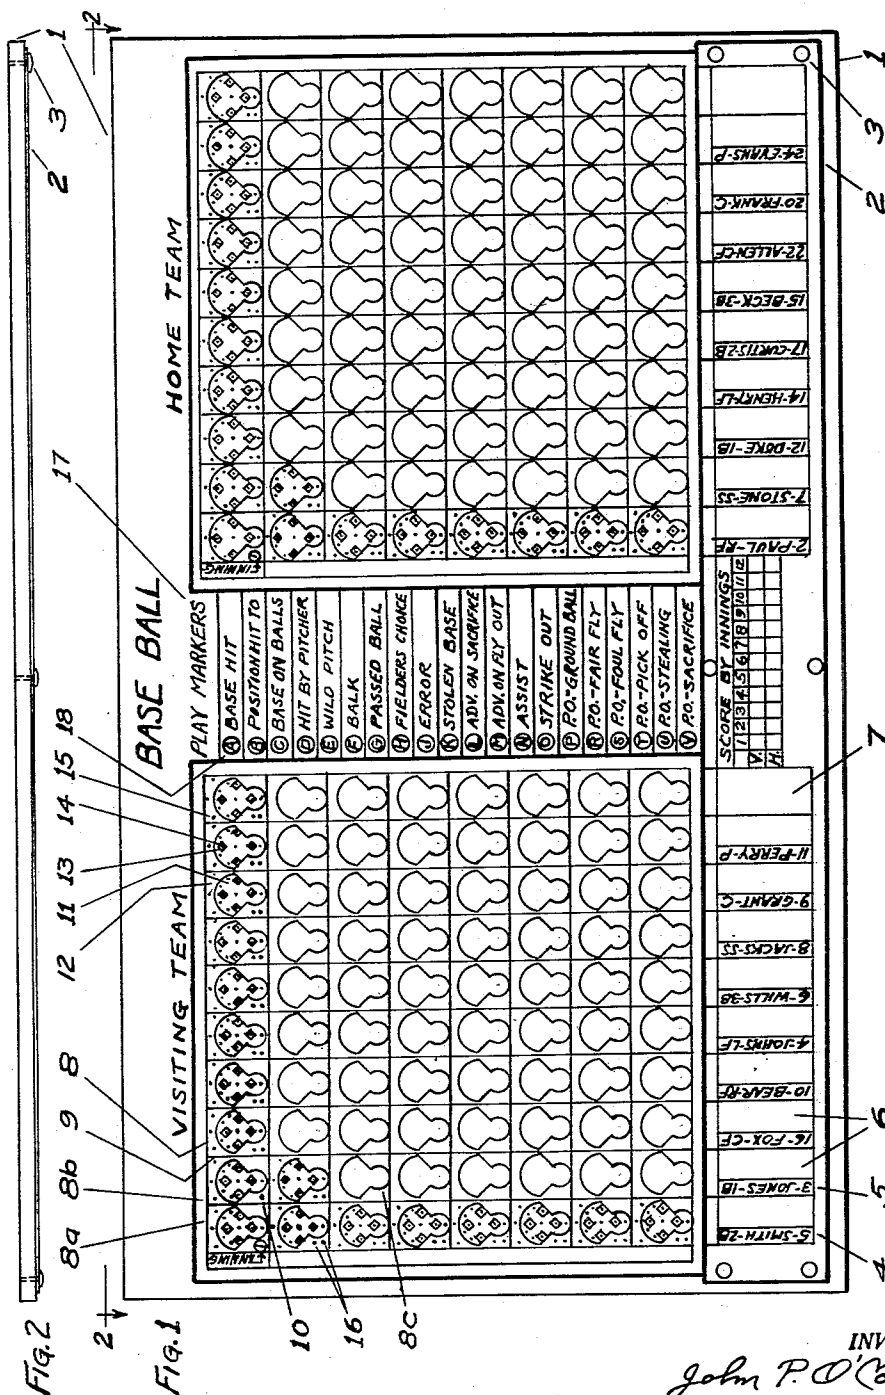 FIG. 2
2 3 1
2
2
FIG. 1
8a 8b 9 8 12 11 13 14 15 18 17
BASE BALL
VISITING TEAM
HOME TEAM
INNING 1
INNING 1
PLAY MARKERS
A BASE HIT
B POSITION HIT TO
C BASE ON BALLS
D HIT BY PITCHER
E WILD PITCH
F BALK
G PASSED BALL
H FIELDERS CHOICE
J ERROR
K STOLEN BASE
L ADV. ON SACRIFICE
M ADV. ON FLY OUT
N ASSIST
O STRIKE OUT
P P.O.-GROUND BALL
R P.O.-FAIR FLY
S P.O.-FOUL FLY
T P.O.-PICK OFF
U P.O.-STEALING
V P.O.-SACRIFICE
10
16
8c
SCORE BY INNINGS
1 2 3 4 5 6 7 8 9 10 11 12
V.
H.
5-SMITH-2B
3-JONES-1B
16-FOX-CF
10-BEAR-RF
4-JOHNS-LF
6-WILLS-3B
8-JACKS-SS
9-GRANT-C
11-PERRY-P
2-PAUL-RF
7-STONE-SS
12-DOKE-1B
14-HENRY-LF
17-CURTIS-2B
15-BECK-3B
22-ALLEN-CF
20-FRANK-C
24-EVANS-P
4 5 6 7 2 3 1
INV
John P. O'C